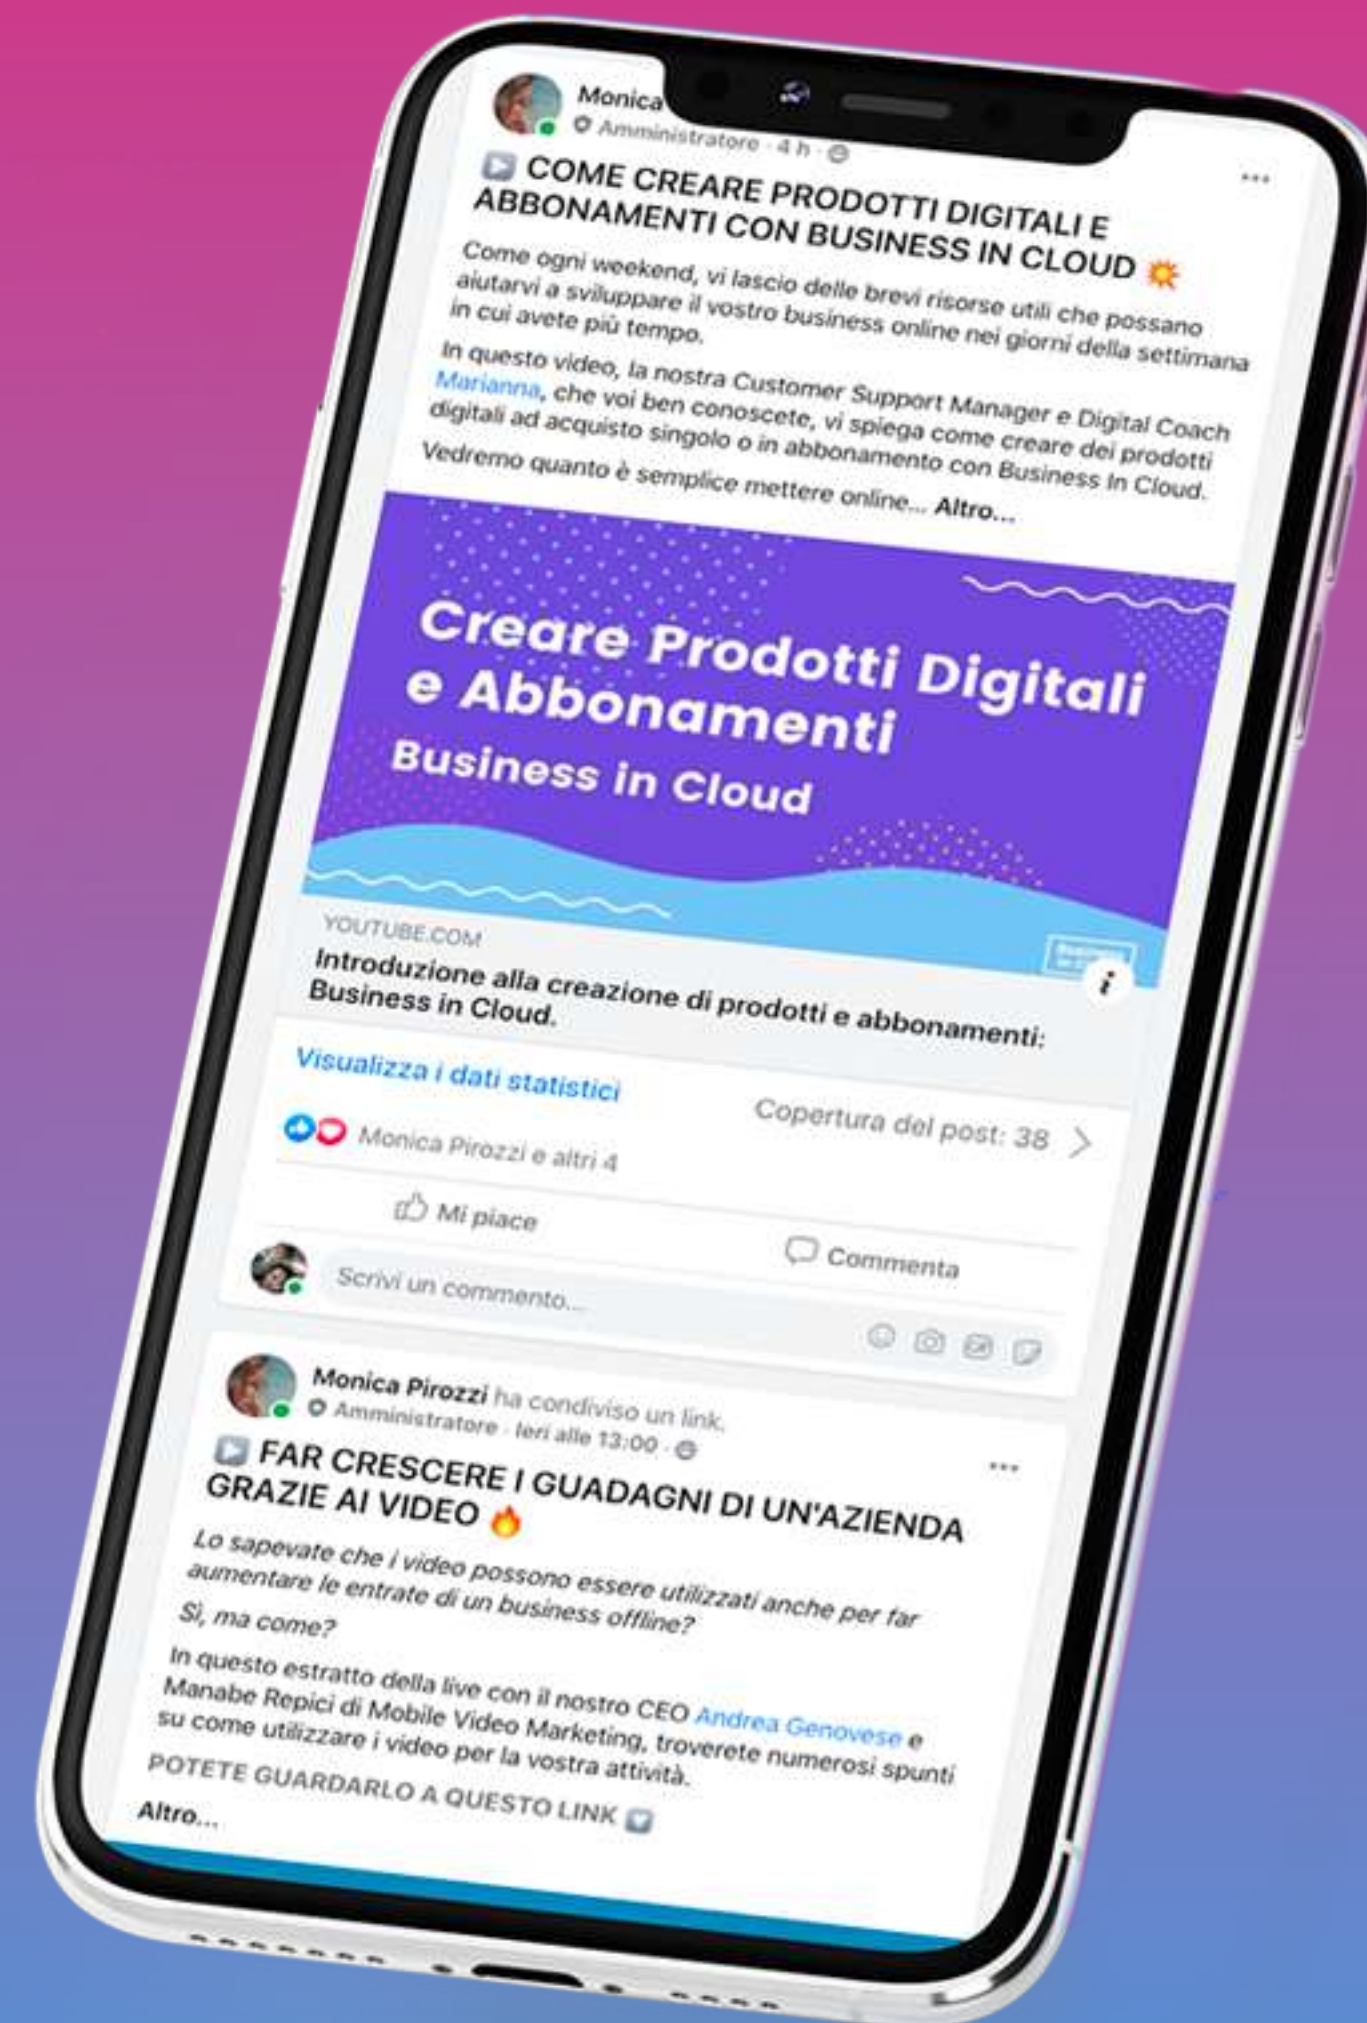 Monica
Amministratore · 4 h ·
COME CREARE PRODOTTI DIGITALI E
ABBONAMENTI CON BUSINESS IN CLOUD 💥
Come ogni weekend, vi lascio delle brevi risorse utili che possano
aiutarvi a sviluppare il vostro business online nei giorni della settimana
in cui avete più tempo.
In questo video, la nostra Customer Support Manager e Digital Coach
Marianna, che voi ben conoscete, vi spiega come creare dei prodotti
digitali ad acquisto singolo o in abbonamento con Business In Cloud.
Vedremo quanto è semplice mettere online... Altro...
Creare Prodotti Digitali
e Abbonamenti
Business in Cloud
YOUTUBE.COM
Introduzione alla creazione di prodotti e abbonamenti:
Business in Cloud.
Visualizza i dati statistici
Copertura del post: 38
Monica Pirozzi e altri 4
Mi piace
Commenta
Scrivi un commento...
Monica Pirozzi ha condiviso un link.
Amministratore · Ieri alle 13:00 ·
FAR CRESCERE I GUADAGNI DI UN'AZIENDA
GRAZIE AI VIDEO 🔥
Lo sapevate che i video possono essere utilizzati anche per far
aumentare le entrate di un business offline?
Sì, ma come?
In questo estratto della live con il nostro CEO Andrea Genovese e
Manabe Repici di Mobile Video Marketing, troverete numerosi spunti
su come utilizzare i video per la vostra attività.
POTETE GUARDARLO A QUESTO LINK
Altro...